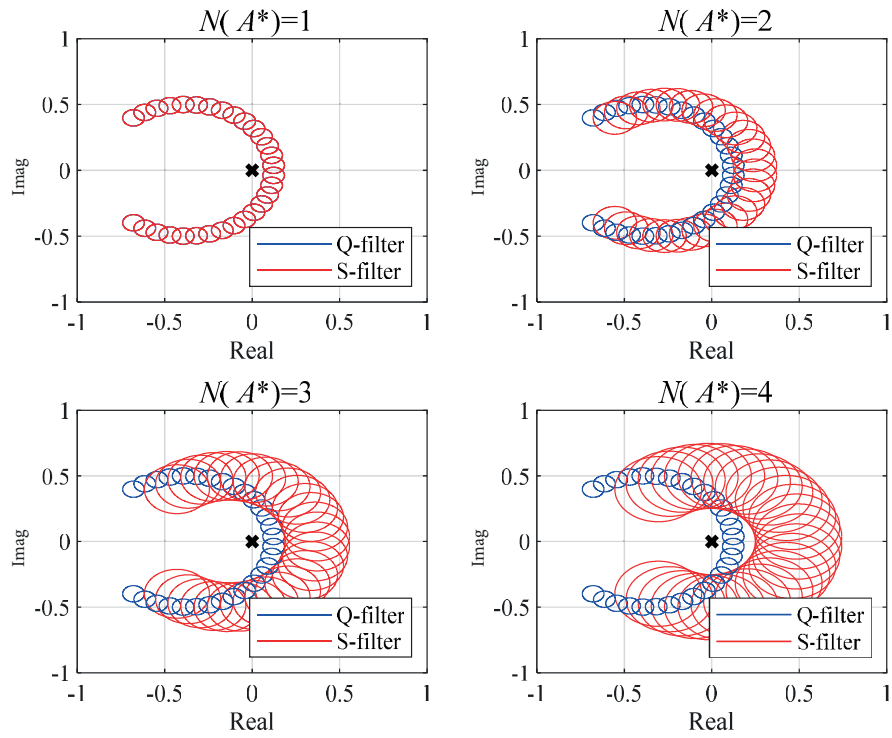 N( A*)=1
1
0.5
0
-0.5
-1
Imag
-1
-0.5
0
0.5
1
Real
Q-filter
S-filter
N( A*)=2
1
0.5
0
-0.5
-1
Imag
-1
-0.5
0
0.5
1
Real
Q-filter
S-filter
N( A*)=3
1
0.5
0
-0.5
-1
Imag
-1
-0.5
0
0.5
1
Real
Q-filter
S-filter
N( A*)=4
1
0.5
0
-0.5
-1
Imag
-1
-0.5
0
0.5
1
Real
Q-filter
S-filter